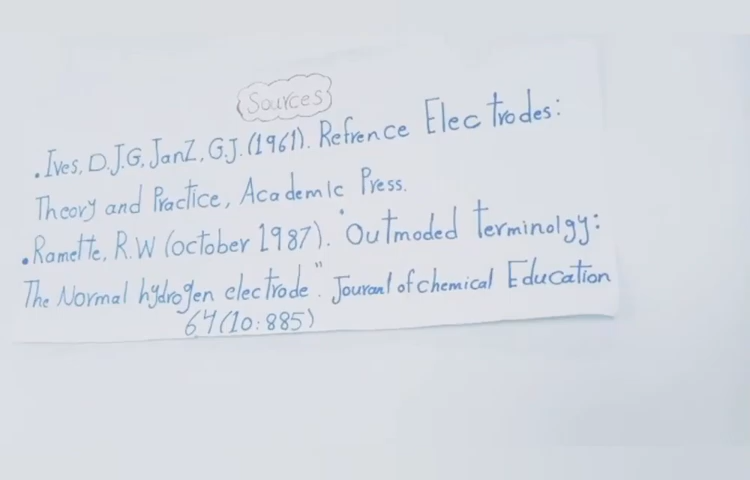 Sources
. Ives, D.J.G, JanZ, G.J. (1961). Refrence Electrodes:
Theory and Practice, Academic Press.
. Ramette, R.W (october 1987). "Outmoded terminolgy:
The Normal hydrogen electrode". Jouranl of chemical Education
64(10:885)